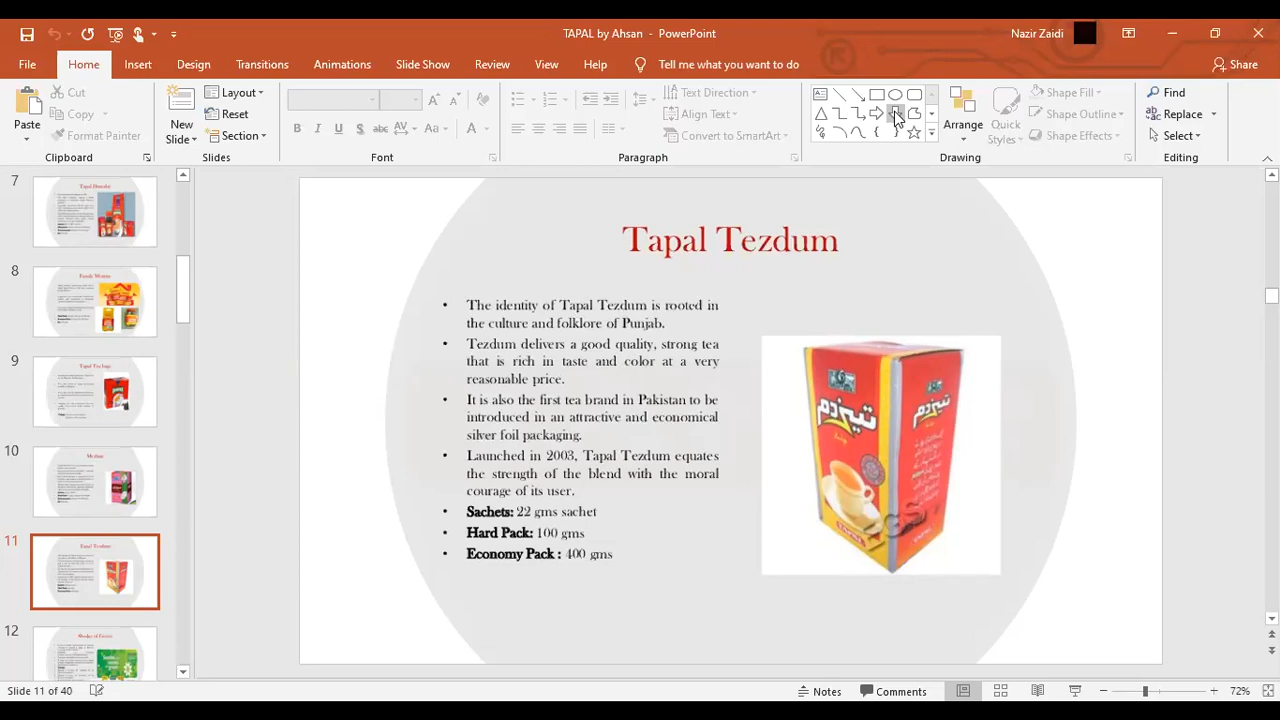 TAPAL by Ahsan - PowerPoint
Nazir Zaidi
File Home Insert Design Transitions Animations Slide Show Review View Help Tell me what you want to do Share
Paste
Cut
Copy
Format Painter
Clipboard
New Slide
Layout
Reset
Section
Slides
Font
Text Direction
Align Text
Convert to SmartArt
Paragraph
Arrange
Quick Styles
Shape Fill
Shape Outline
Shape Effects
Drawing
Find
Replace
Select
Editing
7
8
9
10
11
12
Tapal Tezdum
• The identity of Tapal Tezdum is rooted in
the culture and folklore of Punjab.
• Tezdum delivers a good quality, strong tea
that is rich in taste and color at a very
reasonable price.
• It is also the first tea brand in Pakistan to be
introduced in an attractive and economical
silver foil packaging.
• Launched in 2003, Tapal Tezdum equates
the strength of the blend with the moral
courage of its user.
• Sachets: 22 gms sachet
• Hard Pack: 100 gms
• Economy Pack : 400 gms
تیزدم
تیزدم
Slide 11 of 40
Notes
Comments
72%